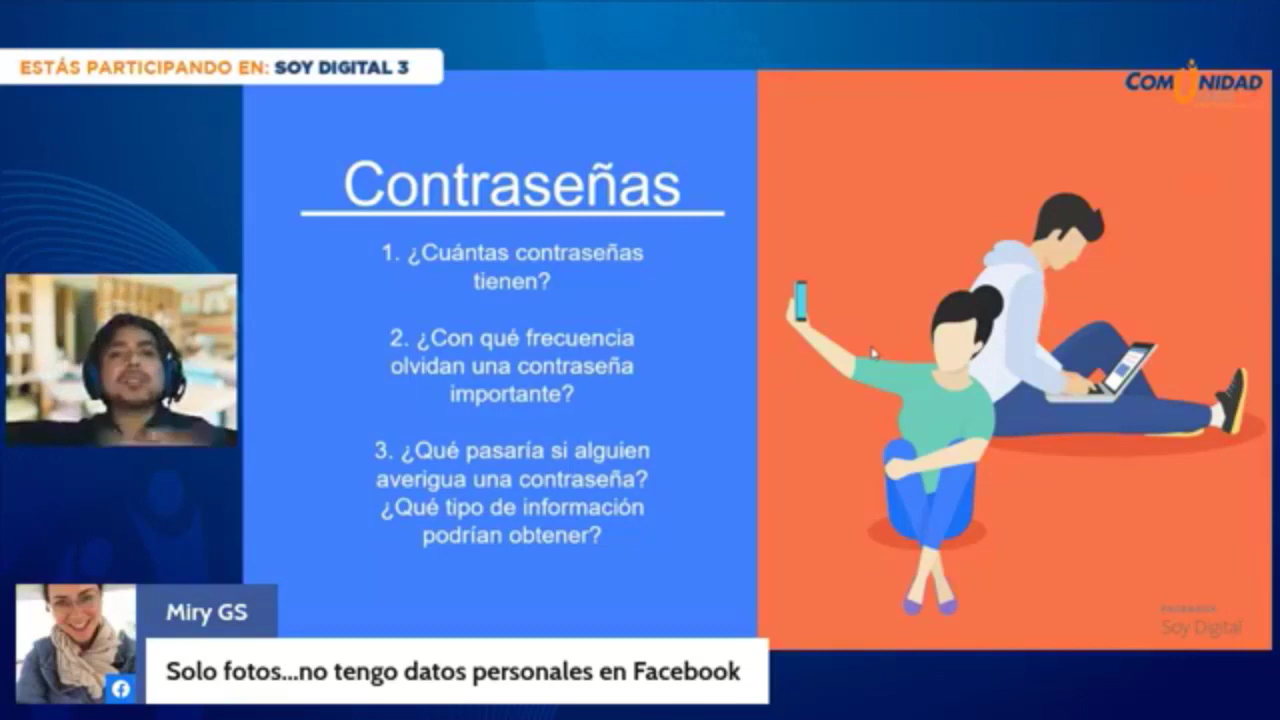 ESTÁS PARTICIPANDO EN: SOY DIGITAL 3
COMUNIDAD
Contraseñas
1. ¿Cuántas contraseñas
tienen?
2. ¿Con qué frecuencia
olvidan una contraseña
importante?
3. ¿Qué pasaría si alguien
averigua una contraseña?
¿Qué tipo de información
podrían obtener?
FACEBOOK
Soy Digital
Miry GS
Solo fotos...no tengo datos personales en Facebook